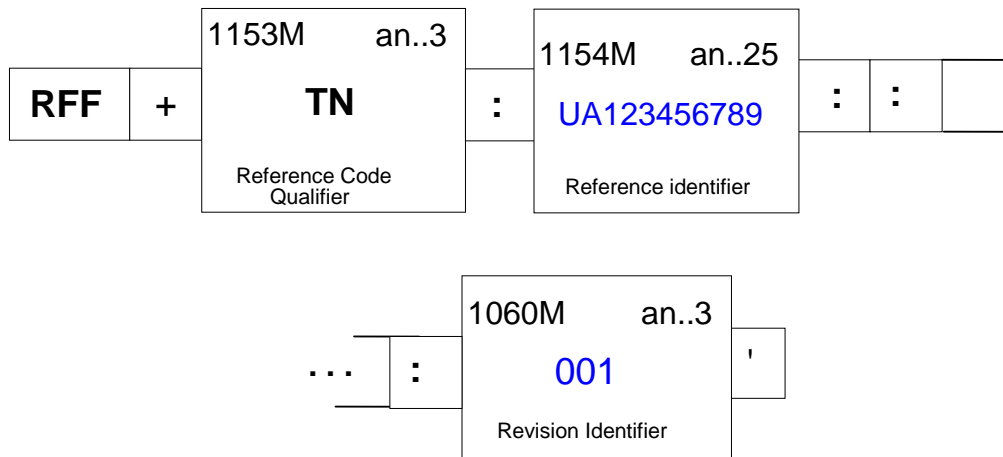 1153M an..3
1154M an..25
RFF + TN : UA123456789 : :
Reference Code
Qualifier
Reference identifier
1060M an..3
... : 001 '
Revision Identifier